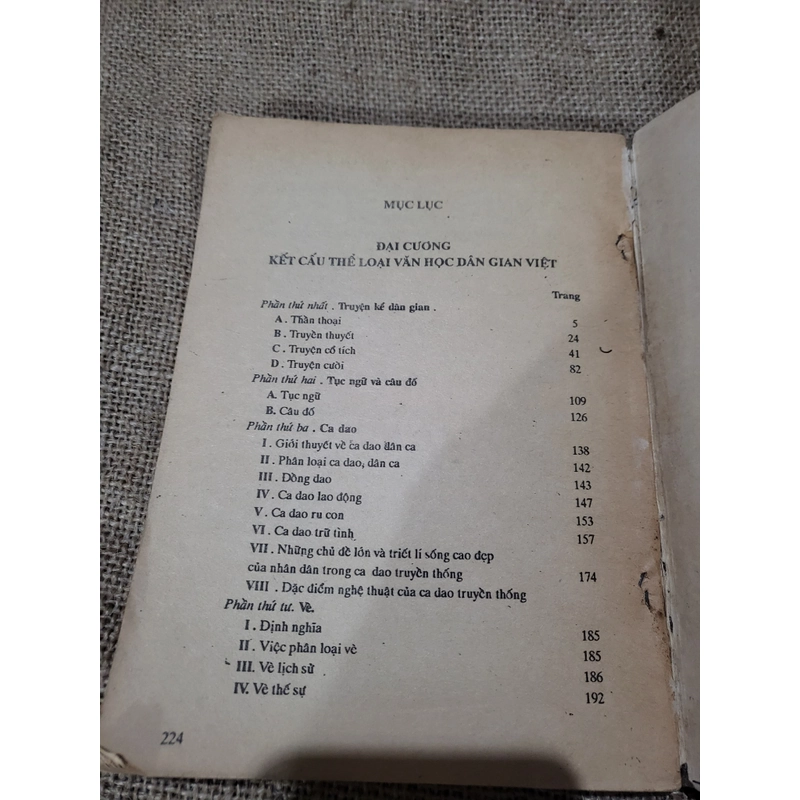 MỤC LỤC
ĐẠI CƯƠNG
KẾT CẤU THỂ LOẠI VĂN HỌC DÂN GIAN VIỆT
Trang
Phần thứ nhất . Truyện kể dân gian .
A . Thần thoại 5
B . Truyền thuyết 24
C . Truyện cổ tích 41
D . Truyện cười 82
Phần thứ hai . Tục ngữ và câu đố
A. Tục ngữ 109
B. Câu đố 126
Phần thứ ba . Ca dao
I . Giới thuyết về ca dao dân ca 138
II . Phân loại ca dao, dân ca 142
III . Đồng dao 143
IV . Ca dao lao động 147
V . Ca dao ru con 153
VI . Ca dao trữ tình 157
VII . Những chủ đề lớn và triết lí sống cao đẹp
của nhân dân trong ca dao truyền thống 174
VIII . Đặc điểm nghệ thuật của ca dao truyền thống
Phần thứ tư. Vè.
I . Định nghĩa 185
II . Việc phân loại vè 185
III. Vè lịch sử 186
IV. Vè thế sự 192
224